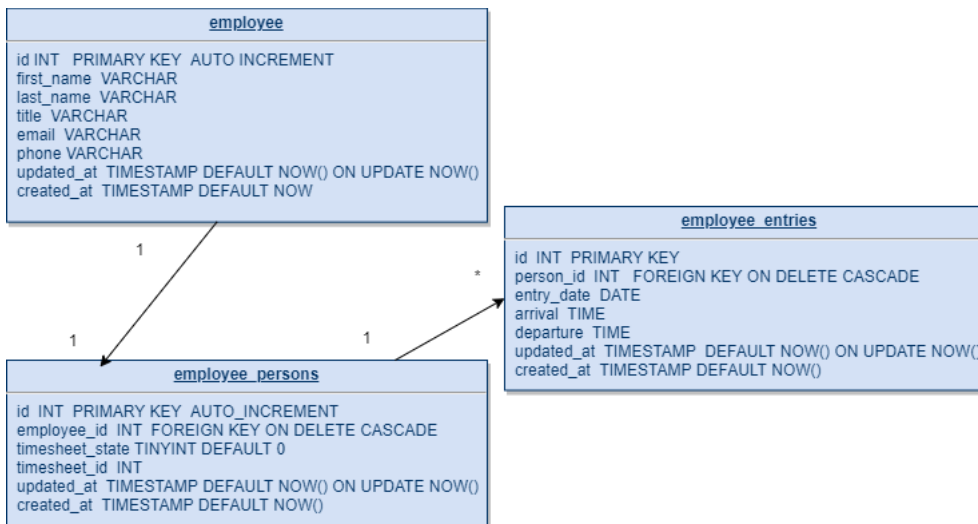 employee
id INT PRIMARY KEY AUTO INCREMENT
first_name VARCHAR
last_name VARCHAR
title VARCHAR
email VARCHAR
phone VARCHAR
updated_at TIMESTAMP DEFAULT NOW() ON UPDATE NOW()
created_at TIMESTAMP DEFAULT NOW
1
1
employee_persons
id INT PRIMARY KEY AUTO_INCREMENT
employee_id INT FOREIGN KEY ON DELETE CASCADE
timesheet_state TINYINT DEFAULT 0
timesheet_id INT
updated_at TIMESTAMP DEFAULT NOW() ON UPDATE NOW()
created_at TIMESTAMP DEFAULT NOW()
1
*
employee_entries
id INT PRIMARY KEY
person_id INT FOREIGN KEY ON DELETE CASCADE
entry_date DATE
arrival TIME
departure TIME
updated_at TIMESTAMP DEFAULT NOW() ON UPDATE NOW()
created_at TIMESTAMP DEFAULT NOW()